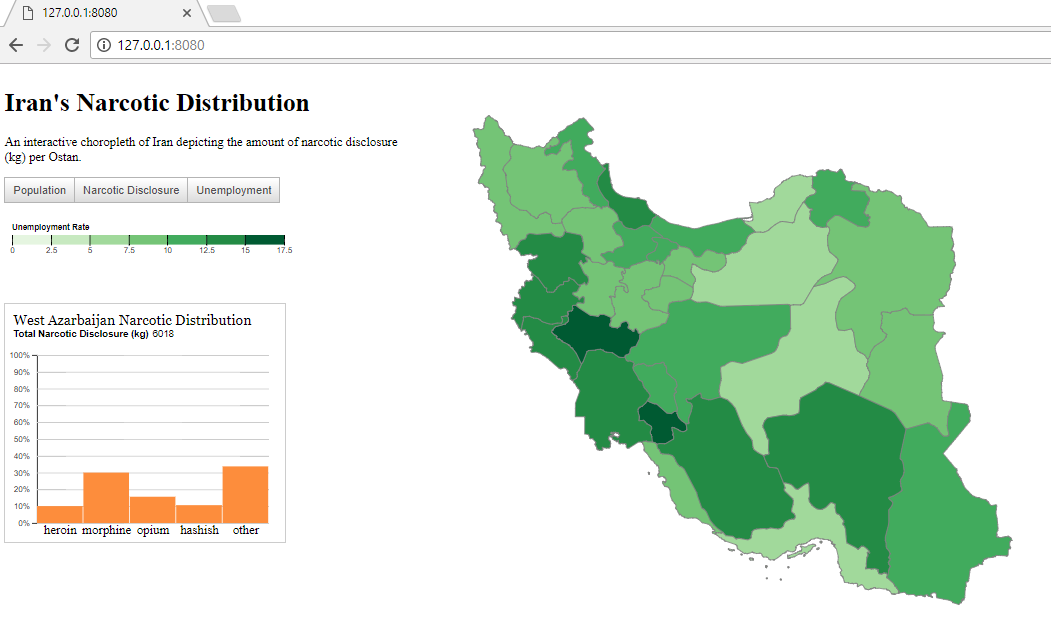 127.0.0.1:8080
127.0.0.1:8080
Iran's Narcotic Distribution
An interactive choropleth of Iran depicting the amount of narcotic disclosure
(kg) per Ostan.
Population Narcotic Disclosure Unemployment
Unemployment Rate
0 2.5 5 7.5 10 12.5 15 17.5
West Azarbaijan Narcotic Distribution
Total Narcotic Disclosure (kg) 6018
100%
90%
80%
70%
60%
50%
40%
30%
20%
10%
0%
heroin morphine opium hashish other